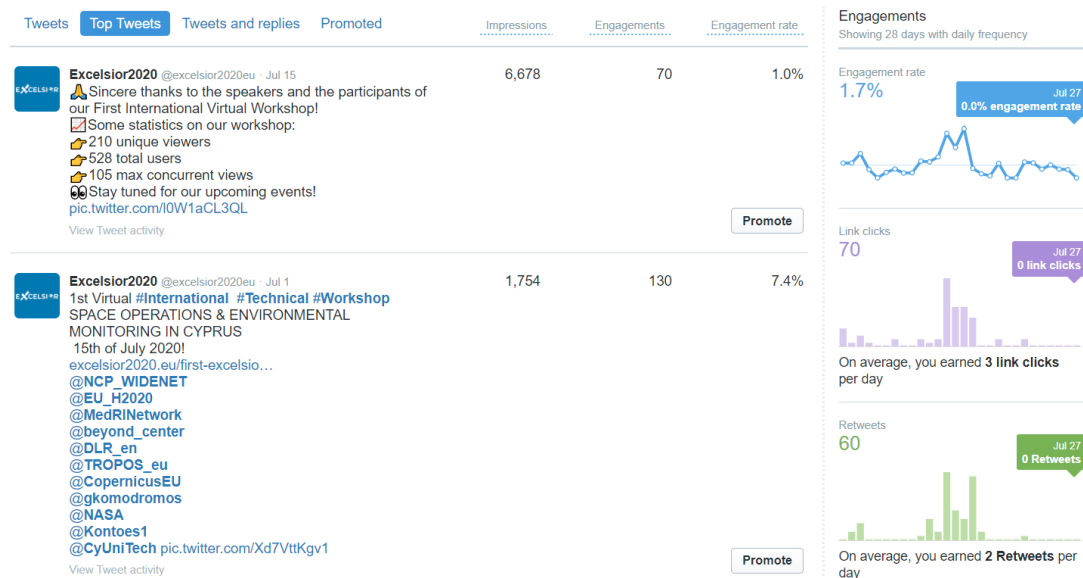 Tweets Top Tweets Tweets and replies Promoted Impressions Engagements Engagement rate
EXCELSIOR
Excelsior2020 @excelsior2020eu · Jul 15 6,678 70 1.0%
🙏Sincere thanks to the speakers and the participants of
our First International Virtual Workshop!
📈Some statistics on our workshop:
👉210 unique viewers
👉528 total users
👉105 max concurrent views
👀Stay tuned for our upcoming events!
pic.twitter.com/I0W1aCL3QL
Promote
View Tweet activity
EXCELSIOR
Excelsior2020 @excelsior2020eu · Jul 1 1,754 130 7.4%
1st Virtual #International #Technical #Workshop
SPACE OPERATIONS & ENVIRONMENTAL
MONITORING IN CYPRUS
15th of July 2020!
excelsior2020.eu/first-excelsio…
@NCP_WIDENET
@EU_H2020
@MedRINetwork
@beyond_center
@DLR_en
@TROPOS_eu
@CopernicusEU
@gkomodromos
@NASA
@Kontoes1
@CyUniTech pic.twitter.com/Xd7VttKgv1
Promote
View Tweet activity
Engagements
Showing 28 days with daily frequency
Engagement rate
1.7%
Jul 27
0.0% engagement rate
Link clicks
70
Jul 27
0 link clicks
On average, you earned 3 link clicks
per day
Retweets
60
Jul 27
0 Retweets
On average, you earned 2 Retweets per
day